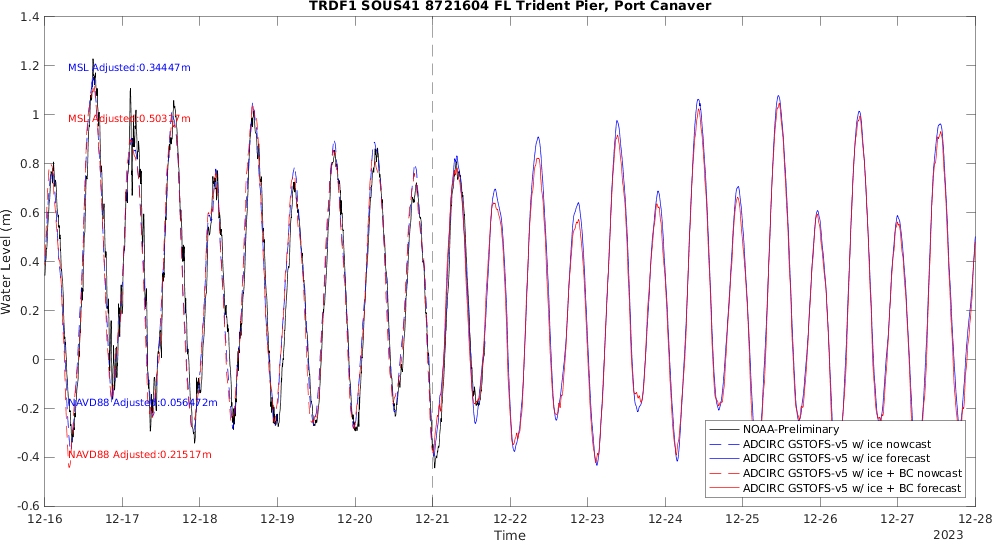 TRDF1 SOUS41 8721604 FL Trident Pier, Port Canaver
1.4
1.2
1
0.8
0.6
0.4
0.2
0
-0.2
-0.4
-0.6
Water Level (m)
MSL Adjusted:0.34447m
MSL Adjusted:0.50317m
NAVD88 Adjusted:0.056472m
NAVD88 Adjusted:0.21517m
NOAA-Preliminary
ADCIRC GSTOFS-v5 w/ ice nowcast
ADCIRC GSTOFS-v5 w/ ice forecast
ADCIRC GSTOFS-v5 w/ ice + BC nowcast
ADCIRC GSTOFS-v5 w/ ice + BC forecast
12-16 12-17 12-18 12-19 12-20 12-21 12-22 12-23 12-24 12-25 12-26 12-27 12-28
Time
2023